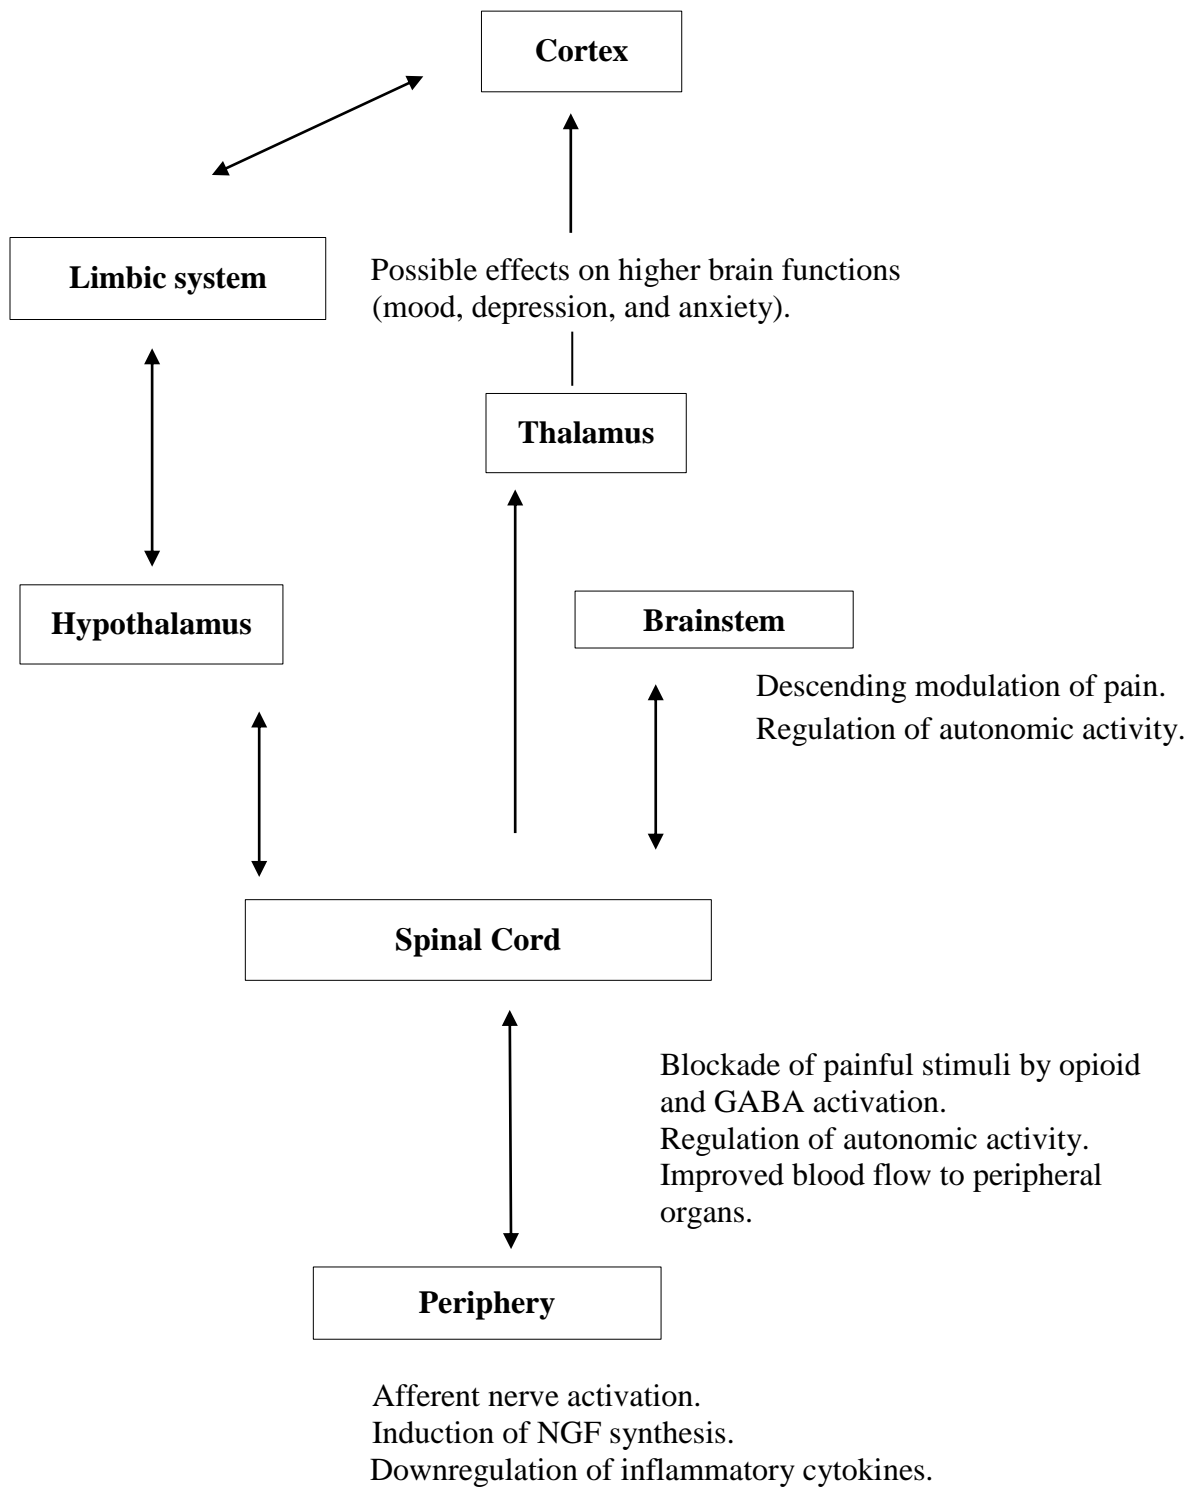 Cortex
Limbic system
Possible effects on higher brain functions
(mood, depression, and anxiety).
Thalamus
Hypothalamus
Brainstem
Descending modulation of pain.
Regulation of autonomic activity.
Spinal Cord
Blockade of painful stimuli by opioid
and GABA activation.
Regulation of autonomic activity.
Improved blood flow to peripheral
organs.
Periphery
Afferent nerve activation.
Induction of NGF synthesis.
Downregulation of inflammatory cytokines.